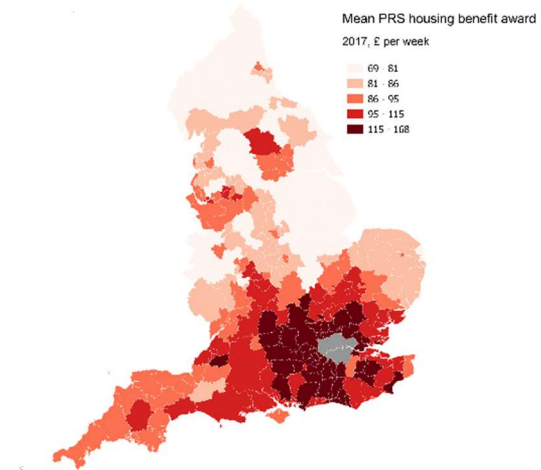 Mean PRS housing benefit award
2017, £ per week
69 - 81
81 - 86
86 - 95
95 - 115
115 - 168